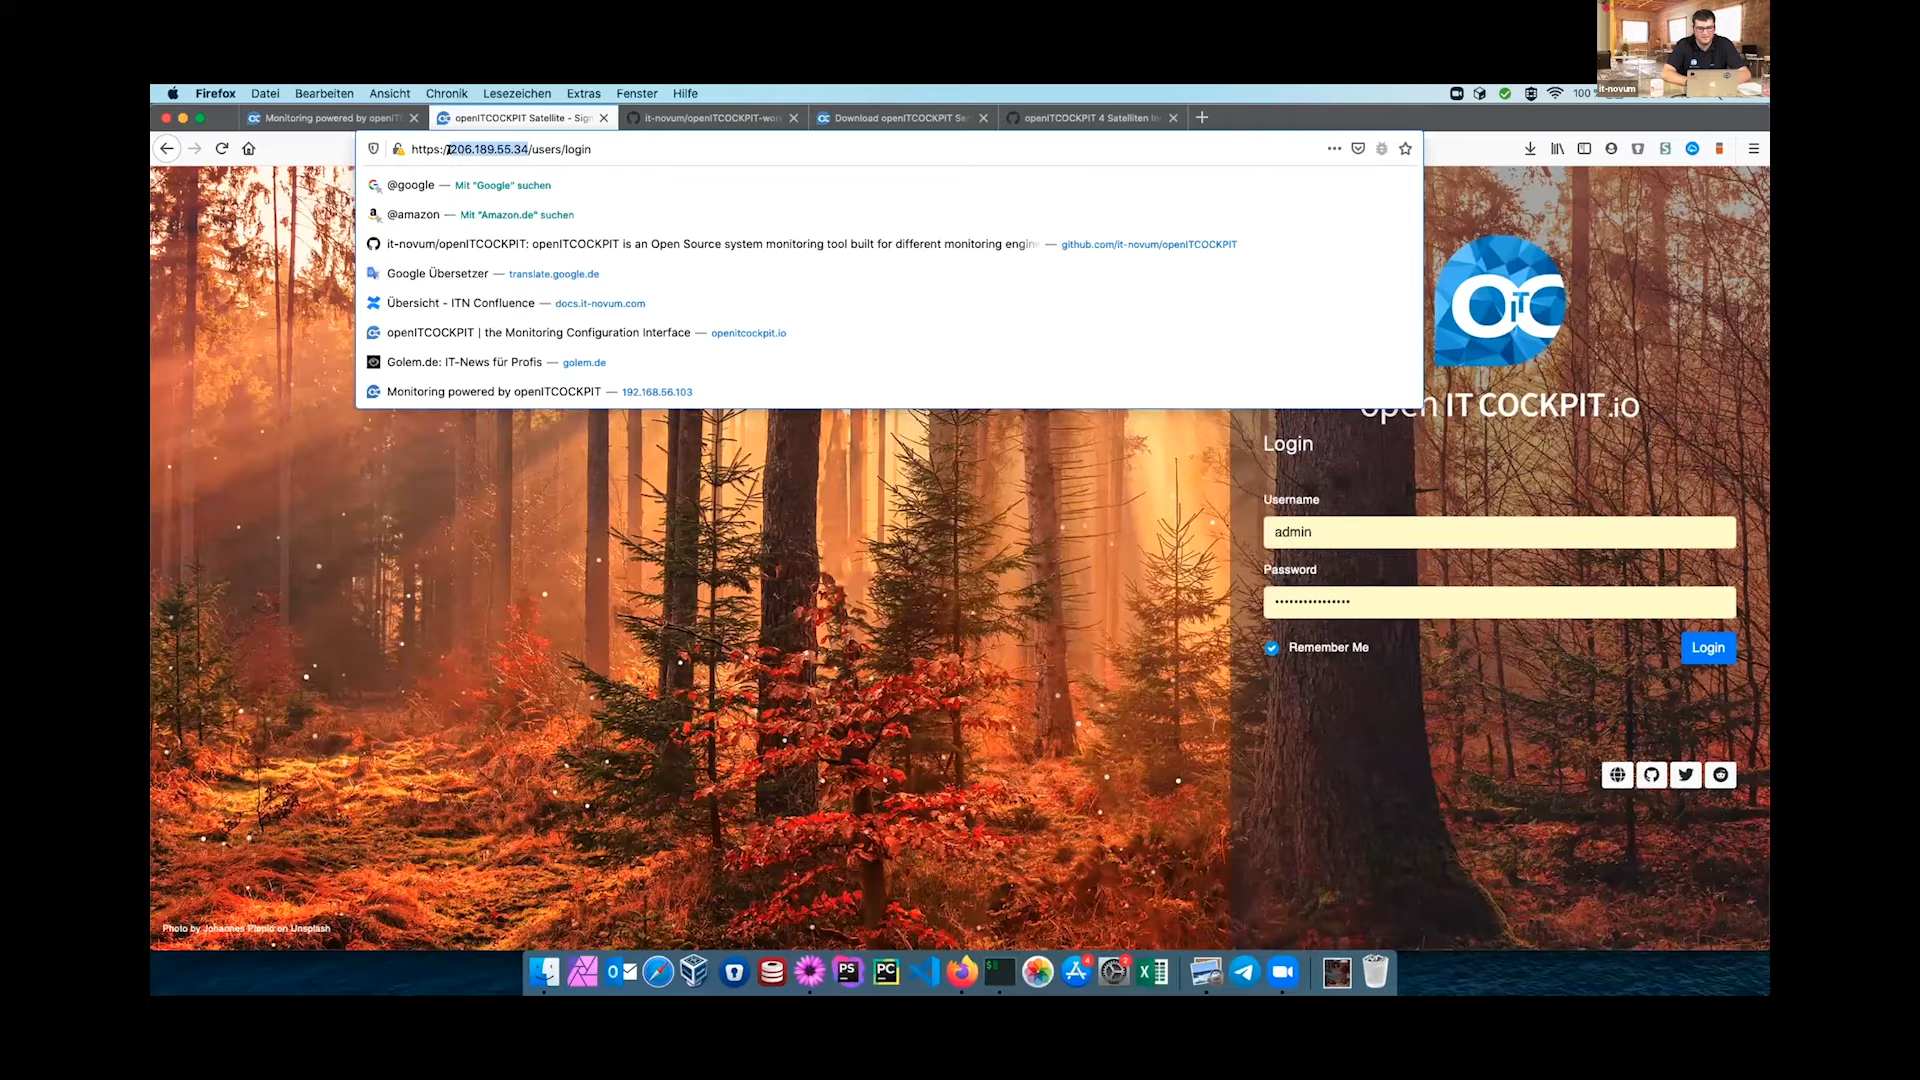 it-novum
Firefox Datei Bearbeiten Ansicht Chronik Lesezeichen Extras Fenster Hilfe 100
Monitoring powered by openIT openITCOCKPIT Satellite - Sign it-novum/openITCOCKPIT-wor Download openITCOCKPIT Se openITCOCKPIT 4 Satelliten In
https://206.189.55.34/users/login
@google — Mit "Google" suchen
@amazon — Mit "Amazon.de" suchen
it-novum/openITCOCKPIT: openITCOCKPIT is an Open Source system monitoring tool built for different monitoring engin — github.com/it-novum/openITCOCKPIT
Google Übersetzer — translate.google.de
Übersicht - ITN Confluence — docs.it-novum.com
openITCOCKPIT | the Monitoring Configuration Interface — openitcockpit.io
Golem.de: IT-News für Profis — golem.de
Monitoring powered by openITCOCKPIT — 192.168.56.103
open IT COCKPIT.io
Login
Username
admin
Password
Remember Me
Login
Photo by Johannes Plenio on Unsplash